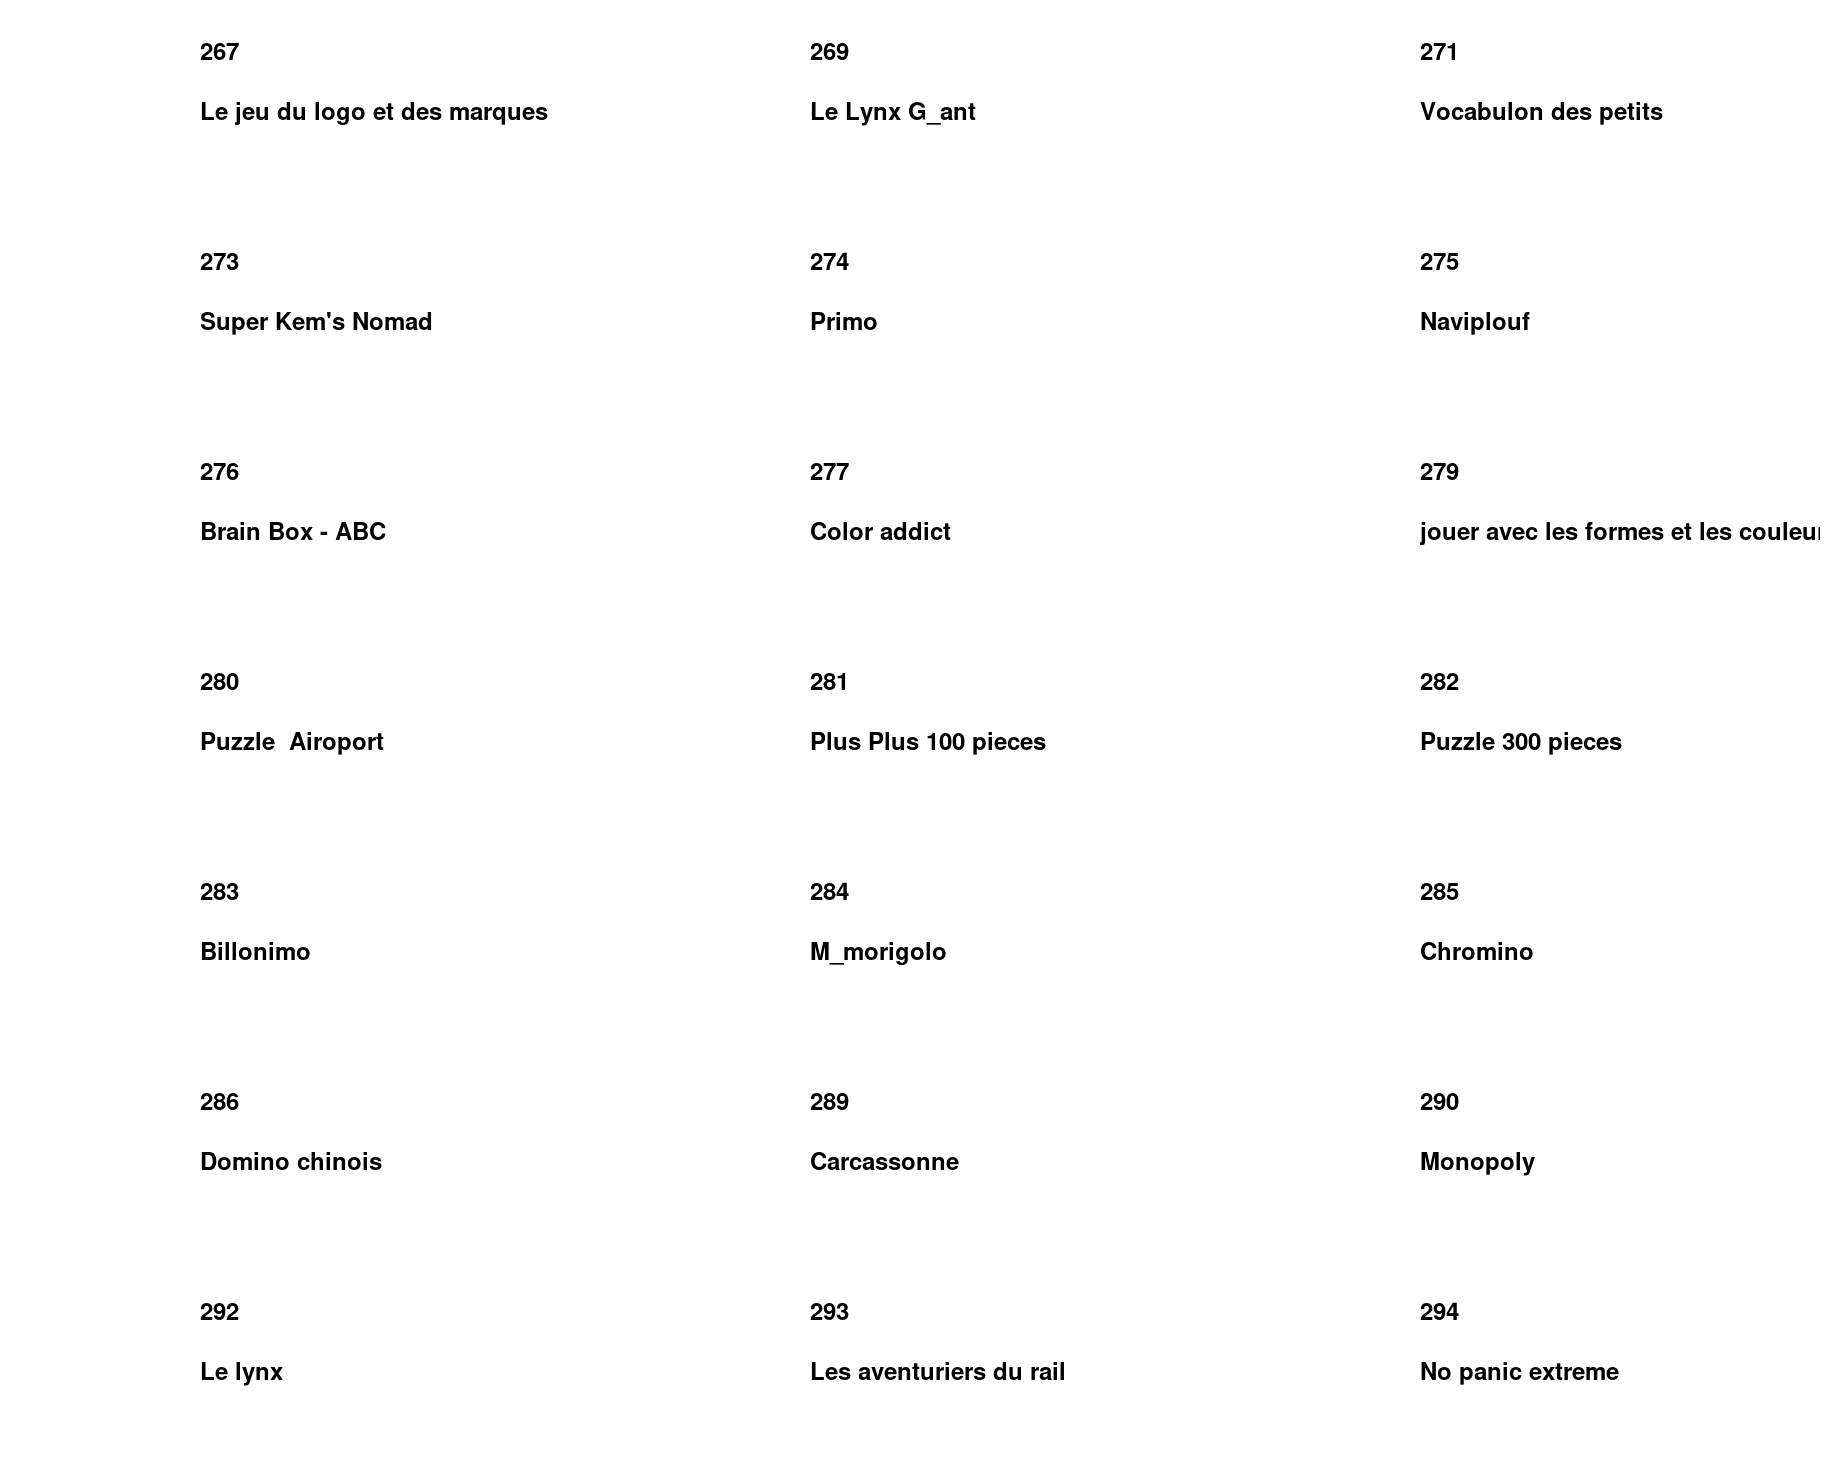 267
Le jeu du logo et des marques
269
Le Lynx G_ant
271
Vocabulon des petits
273
Super Kem's Nomad
274
Primo
275
Naviplouf
276
Brain Box - ABC
277
Color addict
279
jouer avec les formes et les couleur
280
Puzzle  Airoport
281
Plus Plus 100 pieces
282
Puzzle 300 pieces
283
Billonimo
284
M_morigolo
285
Chromino
286
Domino chinois
289
Carcassonne
290
Monopoly
292
Le lynx
293
Les aventuriers du rail
294
No panic extreme